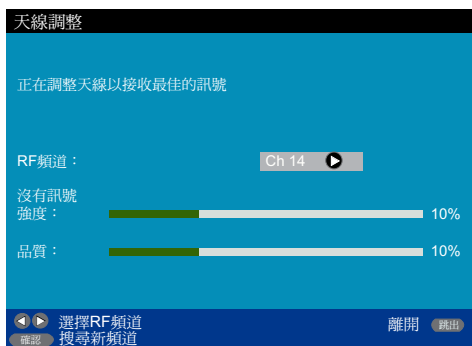 天線調整
正在調整天線以接收最佳的訊號
RF頻道： Ch 14
沒有訊號
強度： 10%
品質： 10%
選擇RF頻道 離開 跳出
確認 搜尋新頻道